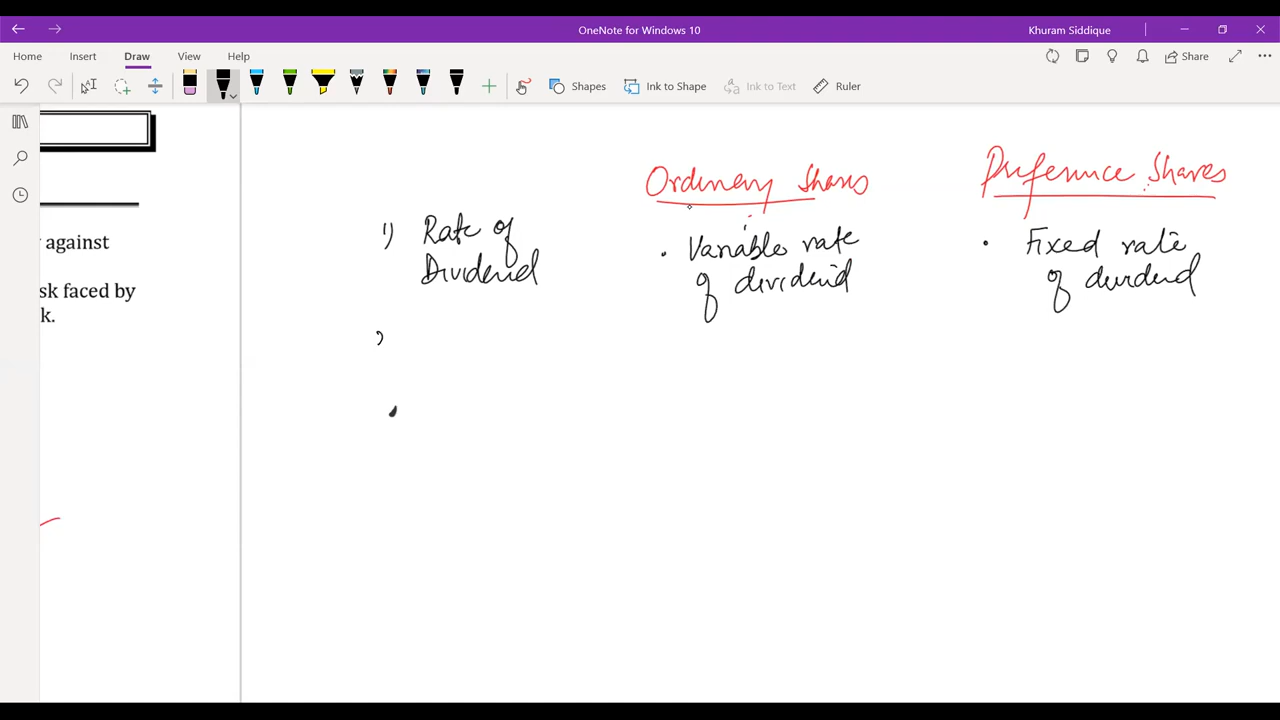 OneNote for Windows 10
Khuram Siddique
Home Insert Draw View Help
Share
Shapes
Ink to Shape
Ink to Text
Ruler
y against
sk faced by
k.
Ordinary Shares
Preference Shares
1) Rate of
Dividend
• Variable rate
of dividend
• Fixed rate
of dividend